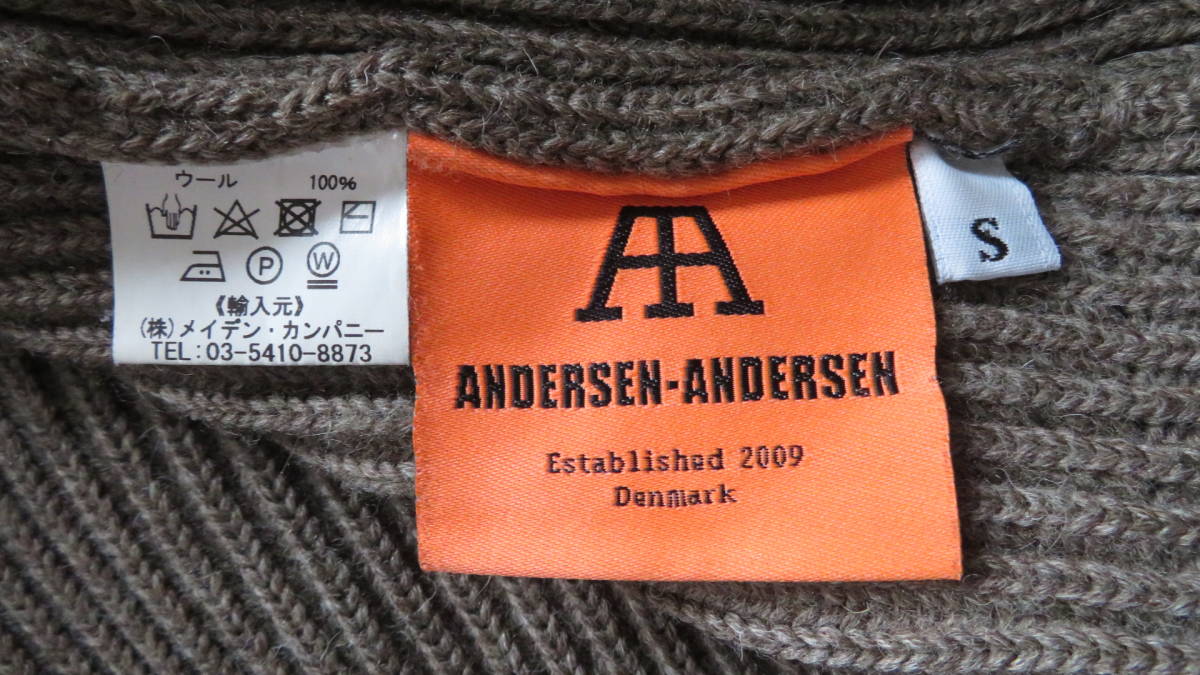 ウール 100%
P W
《輸入元》
(株)メイデン・カンパニー
TEL:03-5410-8873
ANDERSEN-ANDERSEN
Established 2009
Denmark
S